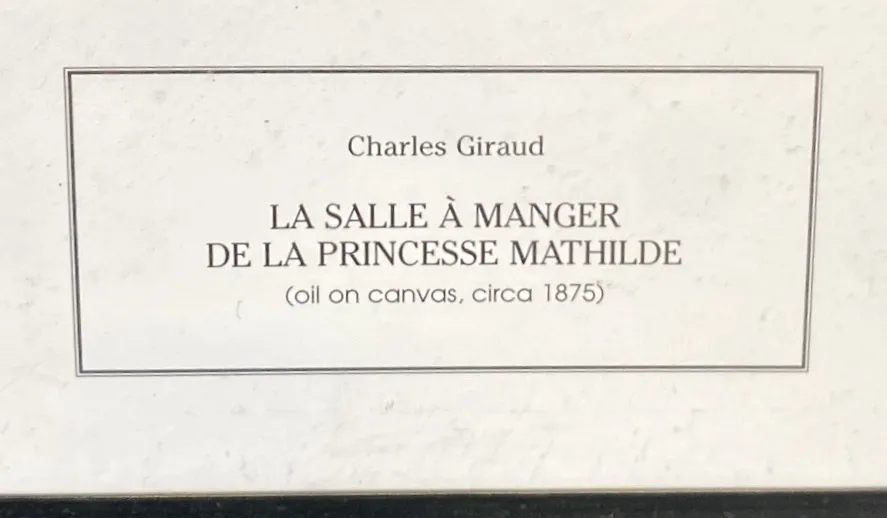 Charles Giraud
LA SALLE À MANGER
DE LA PRINCESSE MATHILDE
(oil on canvas, circa 1875)